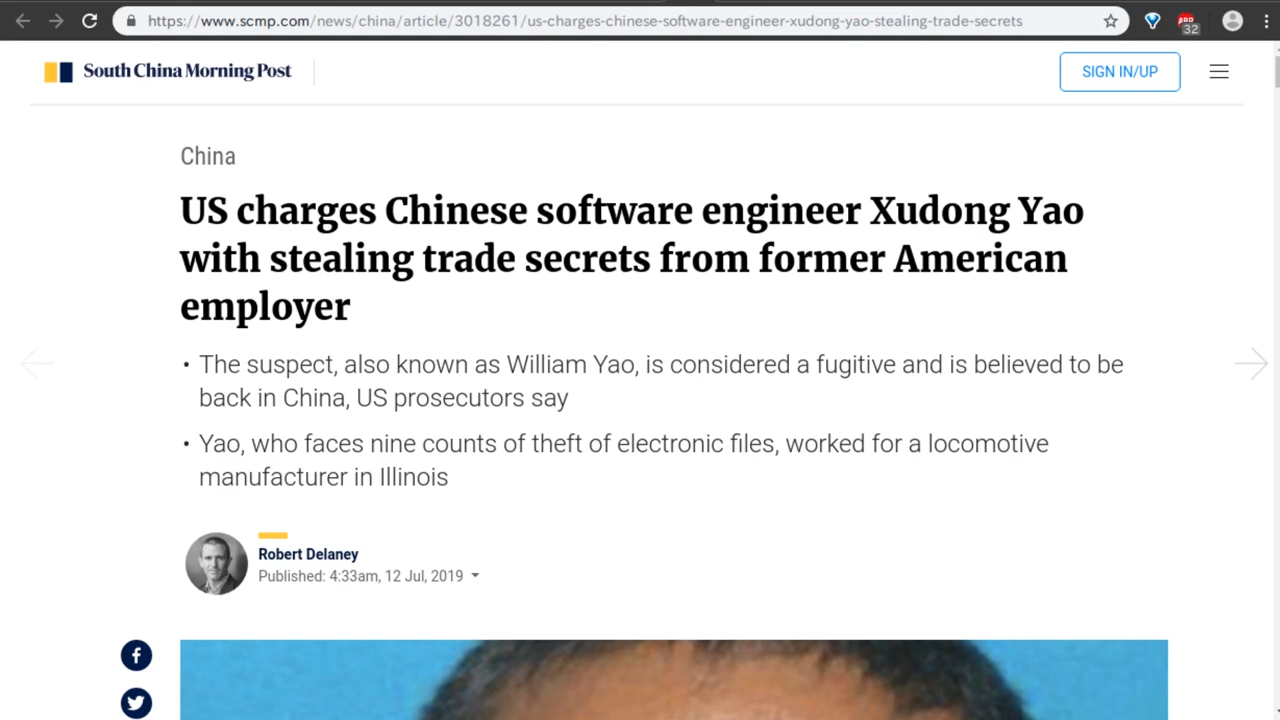 https://www.scmp.com/news/china/article/3018261/us-charges-chinese-software-engineer-xudong-yao-stealing-trade-secrets
32
South China Morning Post
SIGN IN/UP
China
US charges Chinese software engineer Xudong Yao
with stealing trade secrets from former American
employer
• The suspect, also known as William Yao, is considered a fugitive and is believed to be
back in China, US prosecutors say
• Yao, who faces nine counts of theft of electronic files, worked for a locomotive
manufacturer in Illinois
Robert Delaney
Published: 4:33am, 12 Jul, 2019